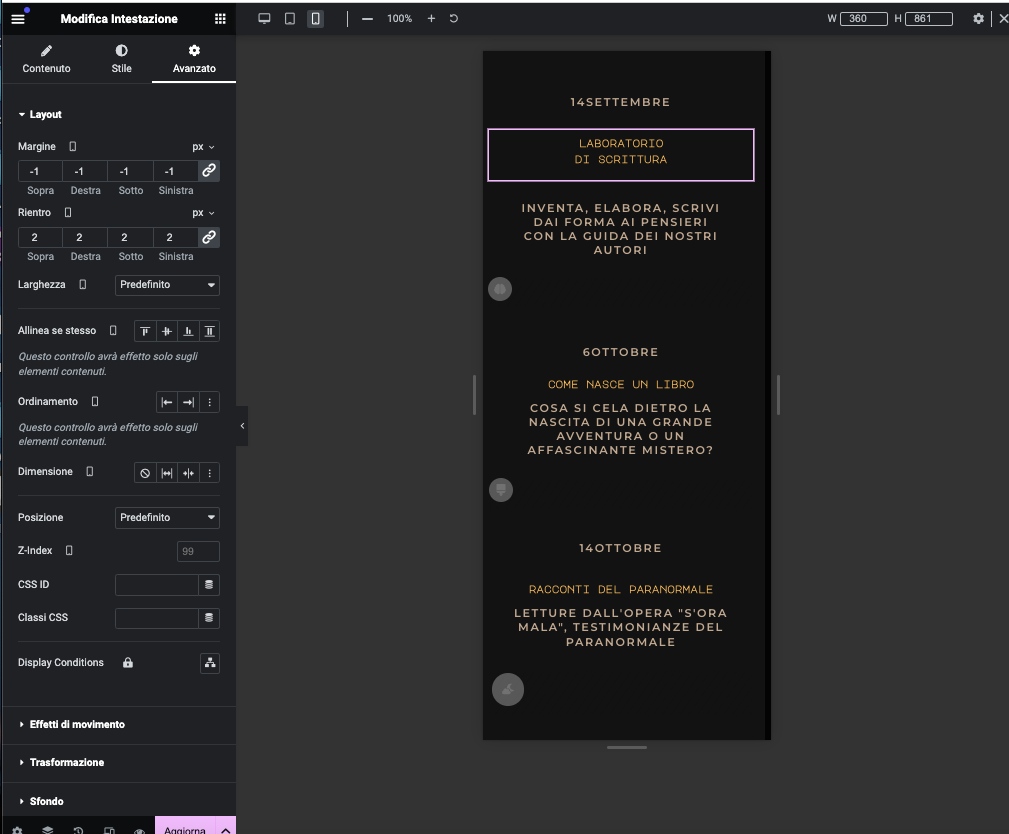 Modifica Intestazione
100%
W 360 H 861
Contenuto Stile Avanzato
Layout
Margine px
-1 -1 -1 -1
Sopra Destra Sotto Sinistra
Rientro px
2 2 2 2
Sopra Destra Sotto Sinistra
Larghezza Predefinito
Allinea se stesso
Questo controllo avrà effetto solo sugli
elementi contenuti.
Ordinamento
Questo controllo avrà effetto solo sugli
elementi contenuti.
Dimensione
Posizione Predefinito
Z-Index 99
CSS ID
Classi CSS
Display Conditions
Effetti di movimento
Trasformazione
Sfondo
Aggiorna
14SETTEMBRE
LABORATORIO
DI SCRITTURA
INVENTA, ELABORA, SCRIVI
DAI FORMA AI PENSIERI
CON LA GUIDA DEI NOSTRI
AUTORI
6OTTOBRE
COME NASCE UN LIBRO
COSA SI CELA DIETRO LA
NASCITA DI UNA GRANDE
AVVENTURA O UN
AFFASCINANTE MISTERO?
14OTTOBRE
RACCONTI DEL PARANORMALE
LETTURE DALL'OPERA "S'ORA
MALA", TESTIMONIANZE DEL
PARANORMALE